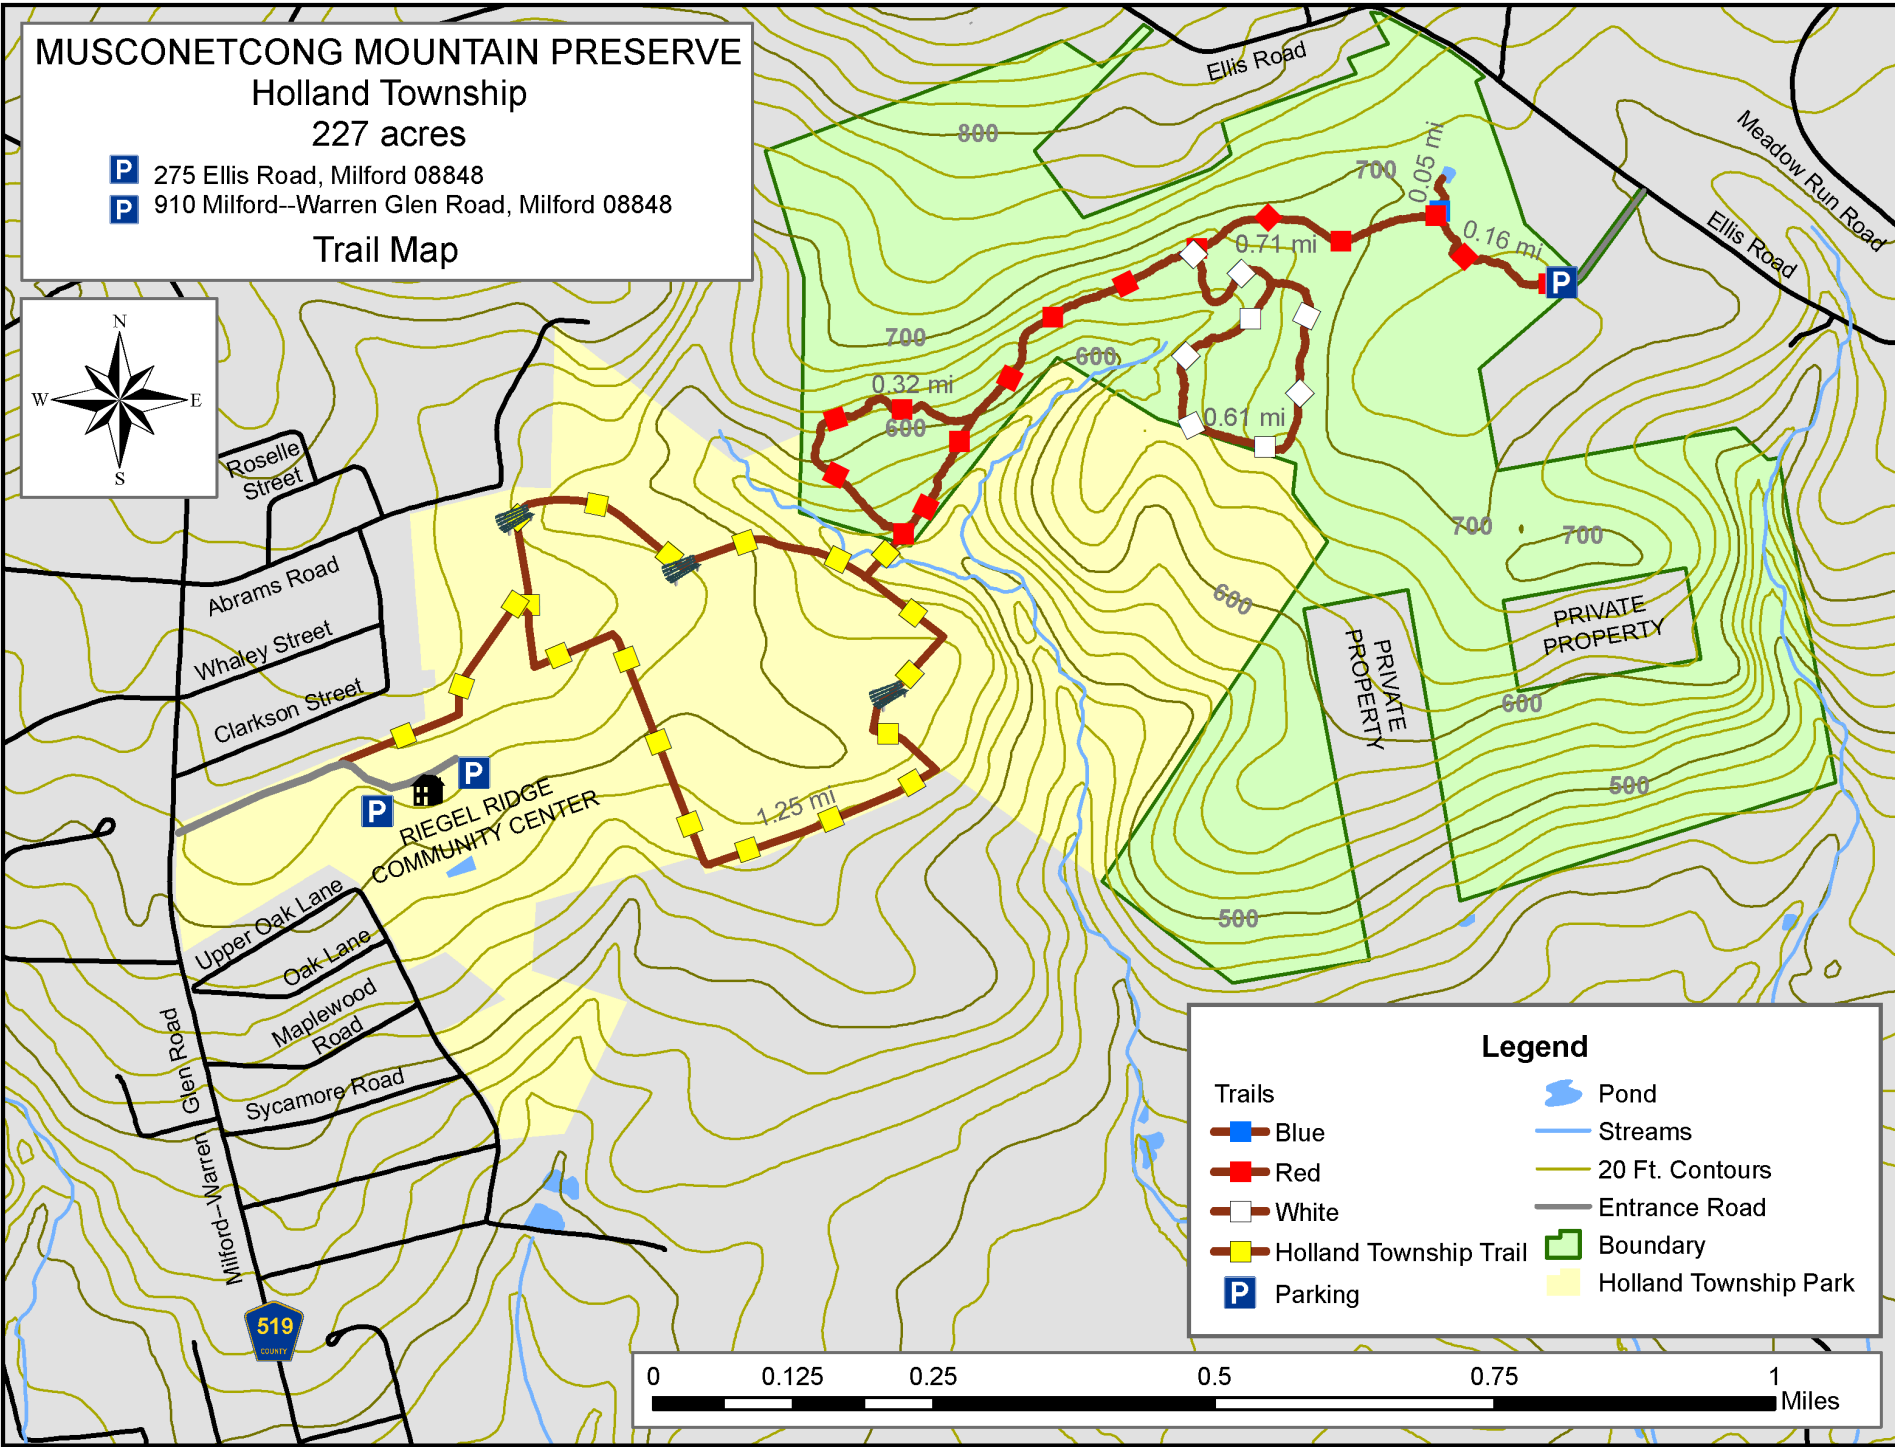 MUSCONETCONG MOUNTAIN PRESERVE
Holland Township
227 acres
P 275 Ellis Road, Milford 08848
P 910 Milford--Warren Glen Road, Milford 08848
Trail Map
N
W E
S
Ellis Road
Meadow Run Road
Ellis Road
800
700
0.05 mi
0.16 mi
0.71 mi
P
700
600
0.32 mi
600
0.61 mi
700
700
600
PRIVATE
PROPERTY
PRIVATE
PROPERTY
600
500
500
Roselle
Street
Abrams Road
Whaley Street
Clarkson Street
P
P
RIEGEL RIDGE
COMMUNITY CENTER
1.25 mi
Upper Oak Lane
Oak Lane
Maplewood
Road
Sycamore Road
Milford--Warren Glen Road
519
COUNTY
Legend
Trails
Blue
Red
White
Holland Township Trail
P Parking
Pond
Streams
20 Ft. Contours
Entrance Road
Boundary
Holland Township Park
0 0.125 0.25 0.5 0.75 1
Miles